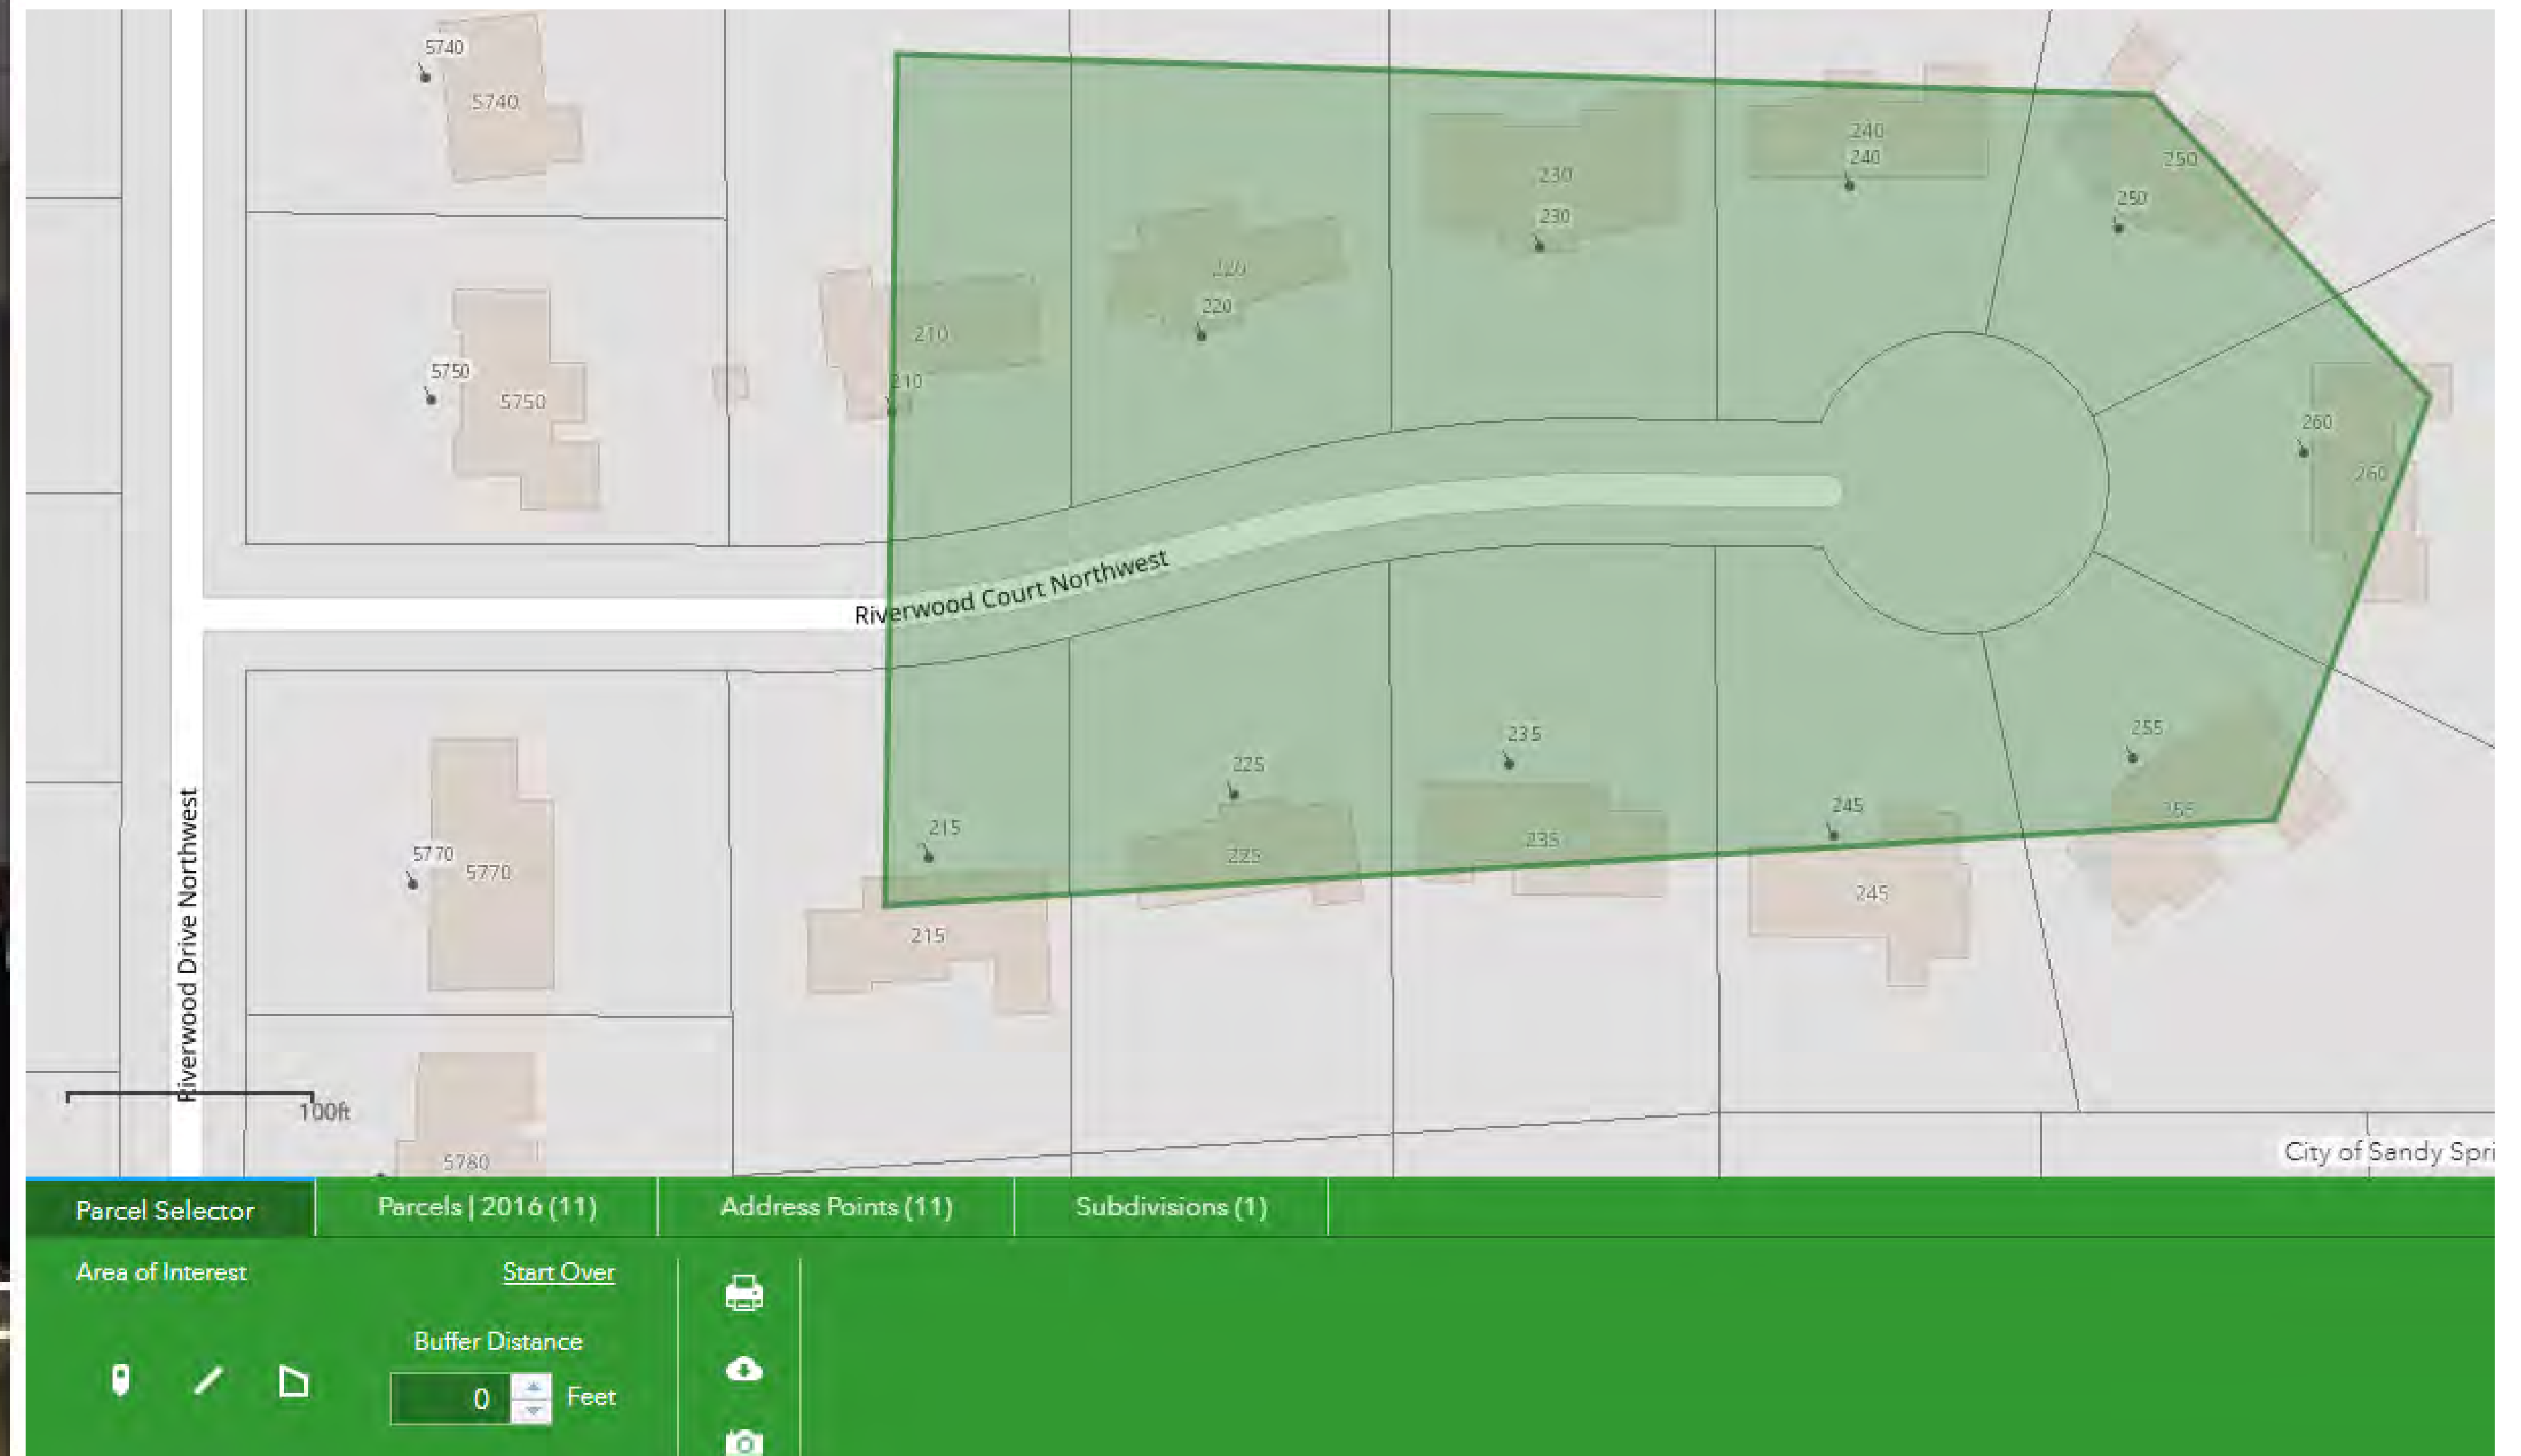 5740
5740
250
240
240
230
250
230
220
220
210
210
5750
5750
260
260
Riverwood Court Northwest
255
235
225
245
255
215
5770
5770
225
235
245
215
Riverwood Drive Northwest
100ft
5780
City of Sandy Spri
Parcel Selector
Parcels | 2016 (11)
Address Points (11)
Subdivisions (1)
Area of Interest
Start Over
Buffer Distance
0
Feet